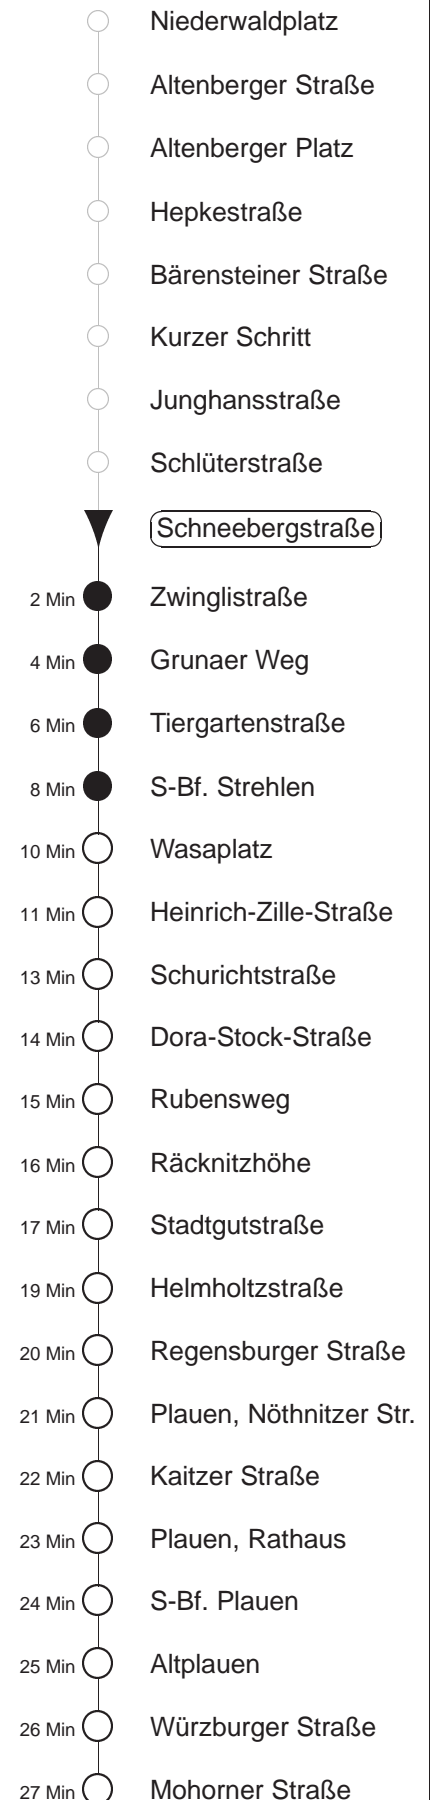 Niederwaldplatz
Altenberger Straße
Altenberger Platz
Hepkestraße
Bärensteiner Straße
Kurzer Schritt
Junghansstraße
Schlüterstraße
Schneebergstraße
2 Min Zwinglistraße
4 Min Grunaer Weg
6 Min Tiergartenstraße
8 Min S-Bf. Strehlen
10 Min Wasaplatz
11 Min Heinrich-Zille-Straße
13 Min Schurichtstraße
14 Min Dora-Stock-Straße
15 Min Rubensweg
16 Min Räcknitzhöhe
17 Min Stadtgutstraße
19 Min Helmholtzstraße
20 Min Regensburger Straße
21 Min Plauen, Nöthnitzer Str.
22 Min Kaitzer Straße
23 Min Plauen, Rathaus
24 Min S-Bf. Plauen
25 Min Altplauen
26 Min Würzburger Straße
27 Min Mohorner Straße